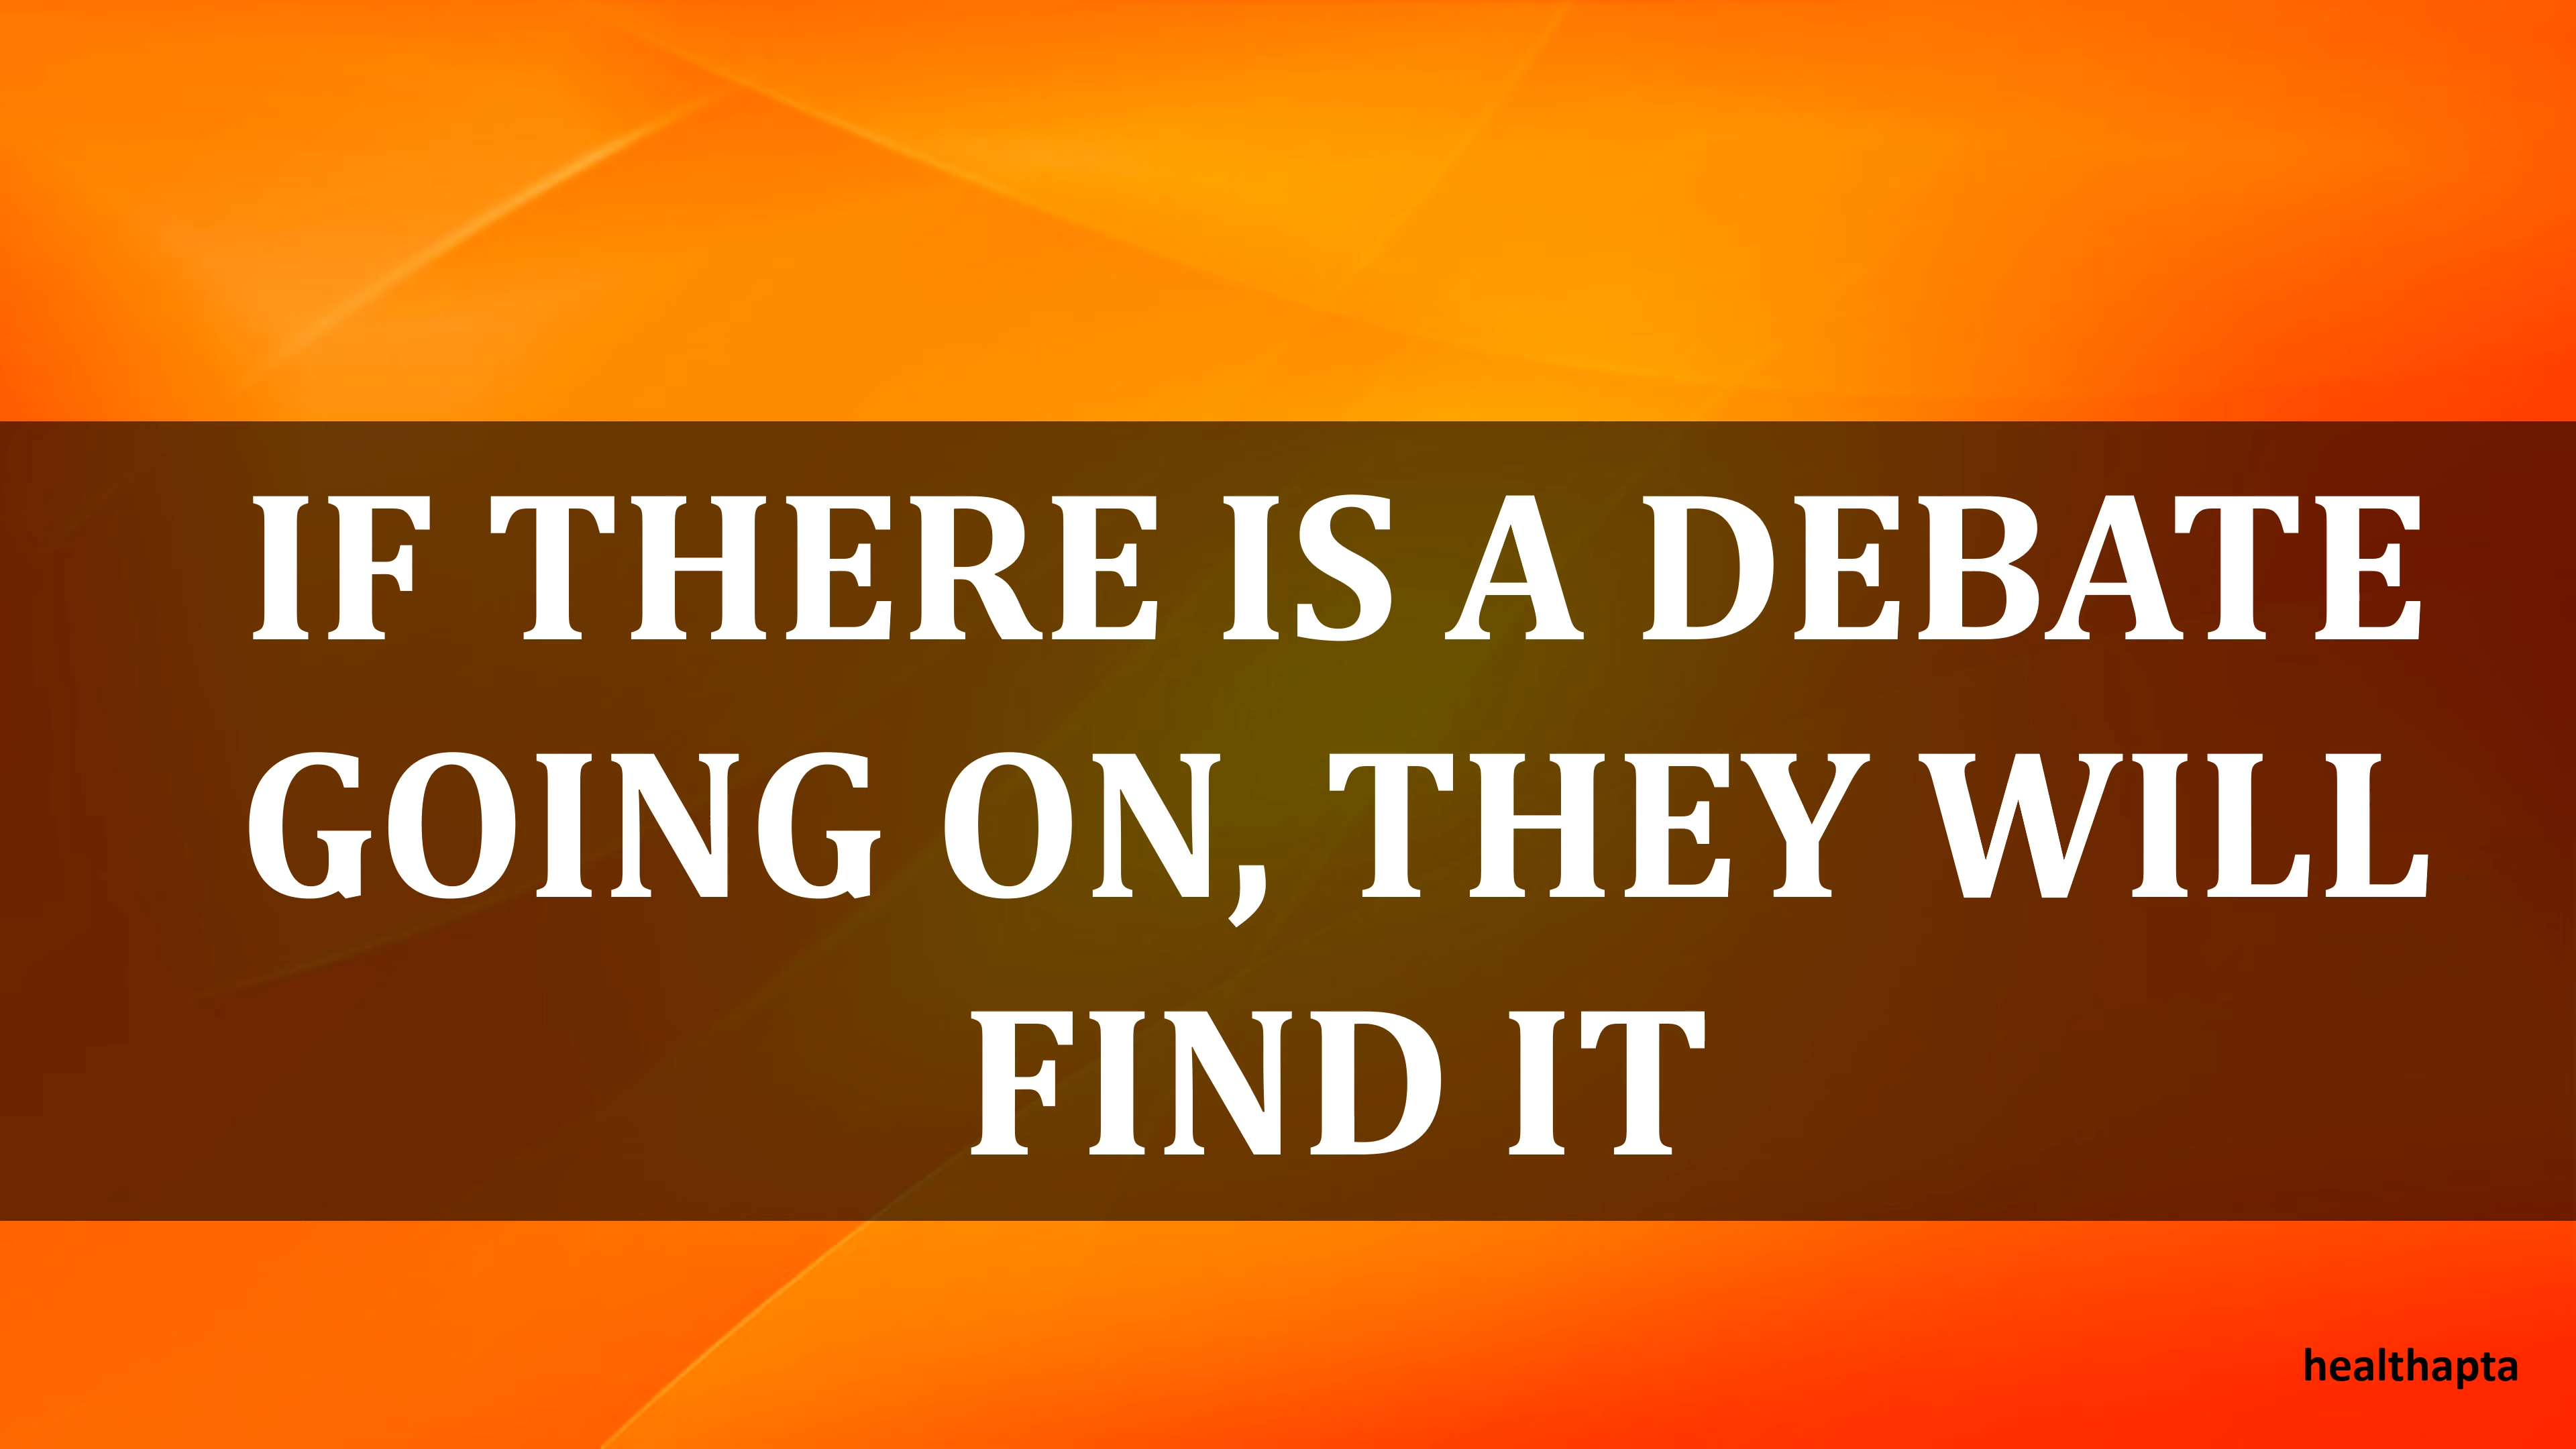 IF THERE IS A DEBATE
GOING ON, THEY WILL
FIND IT
healthapta